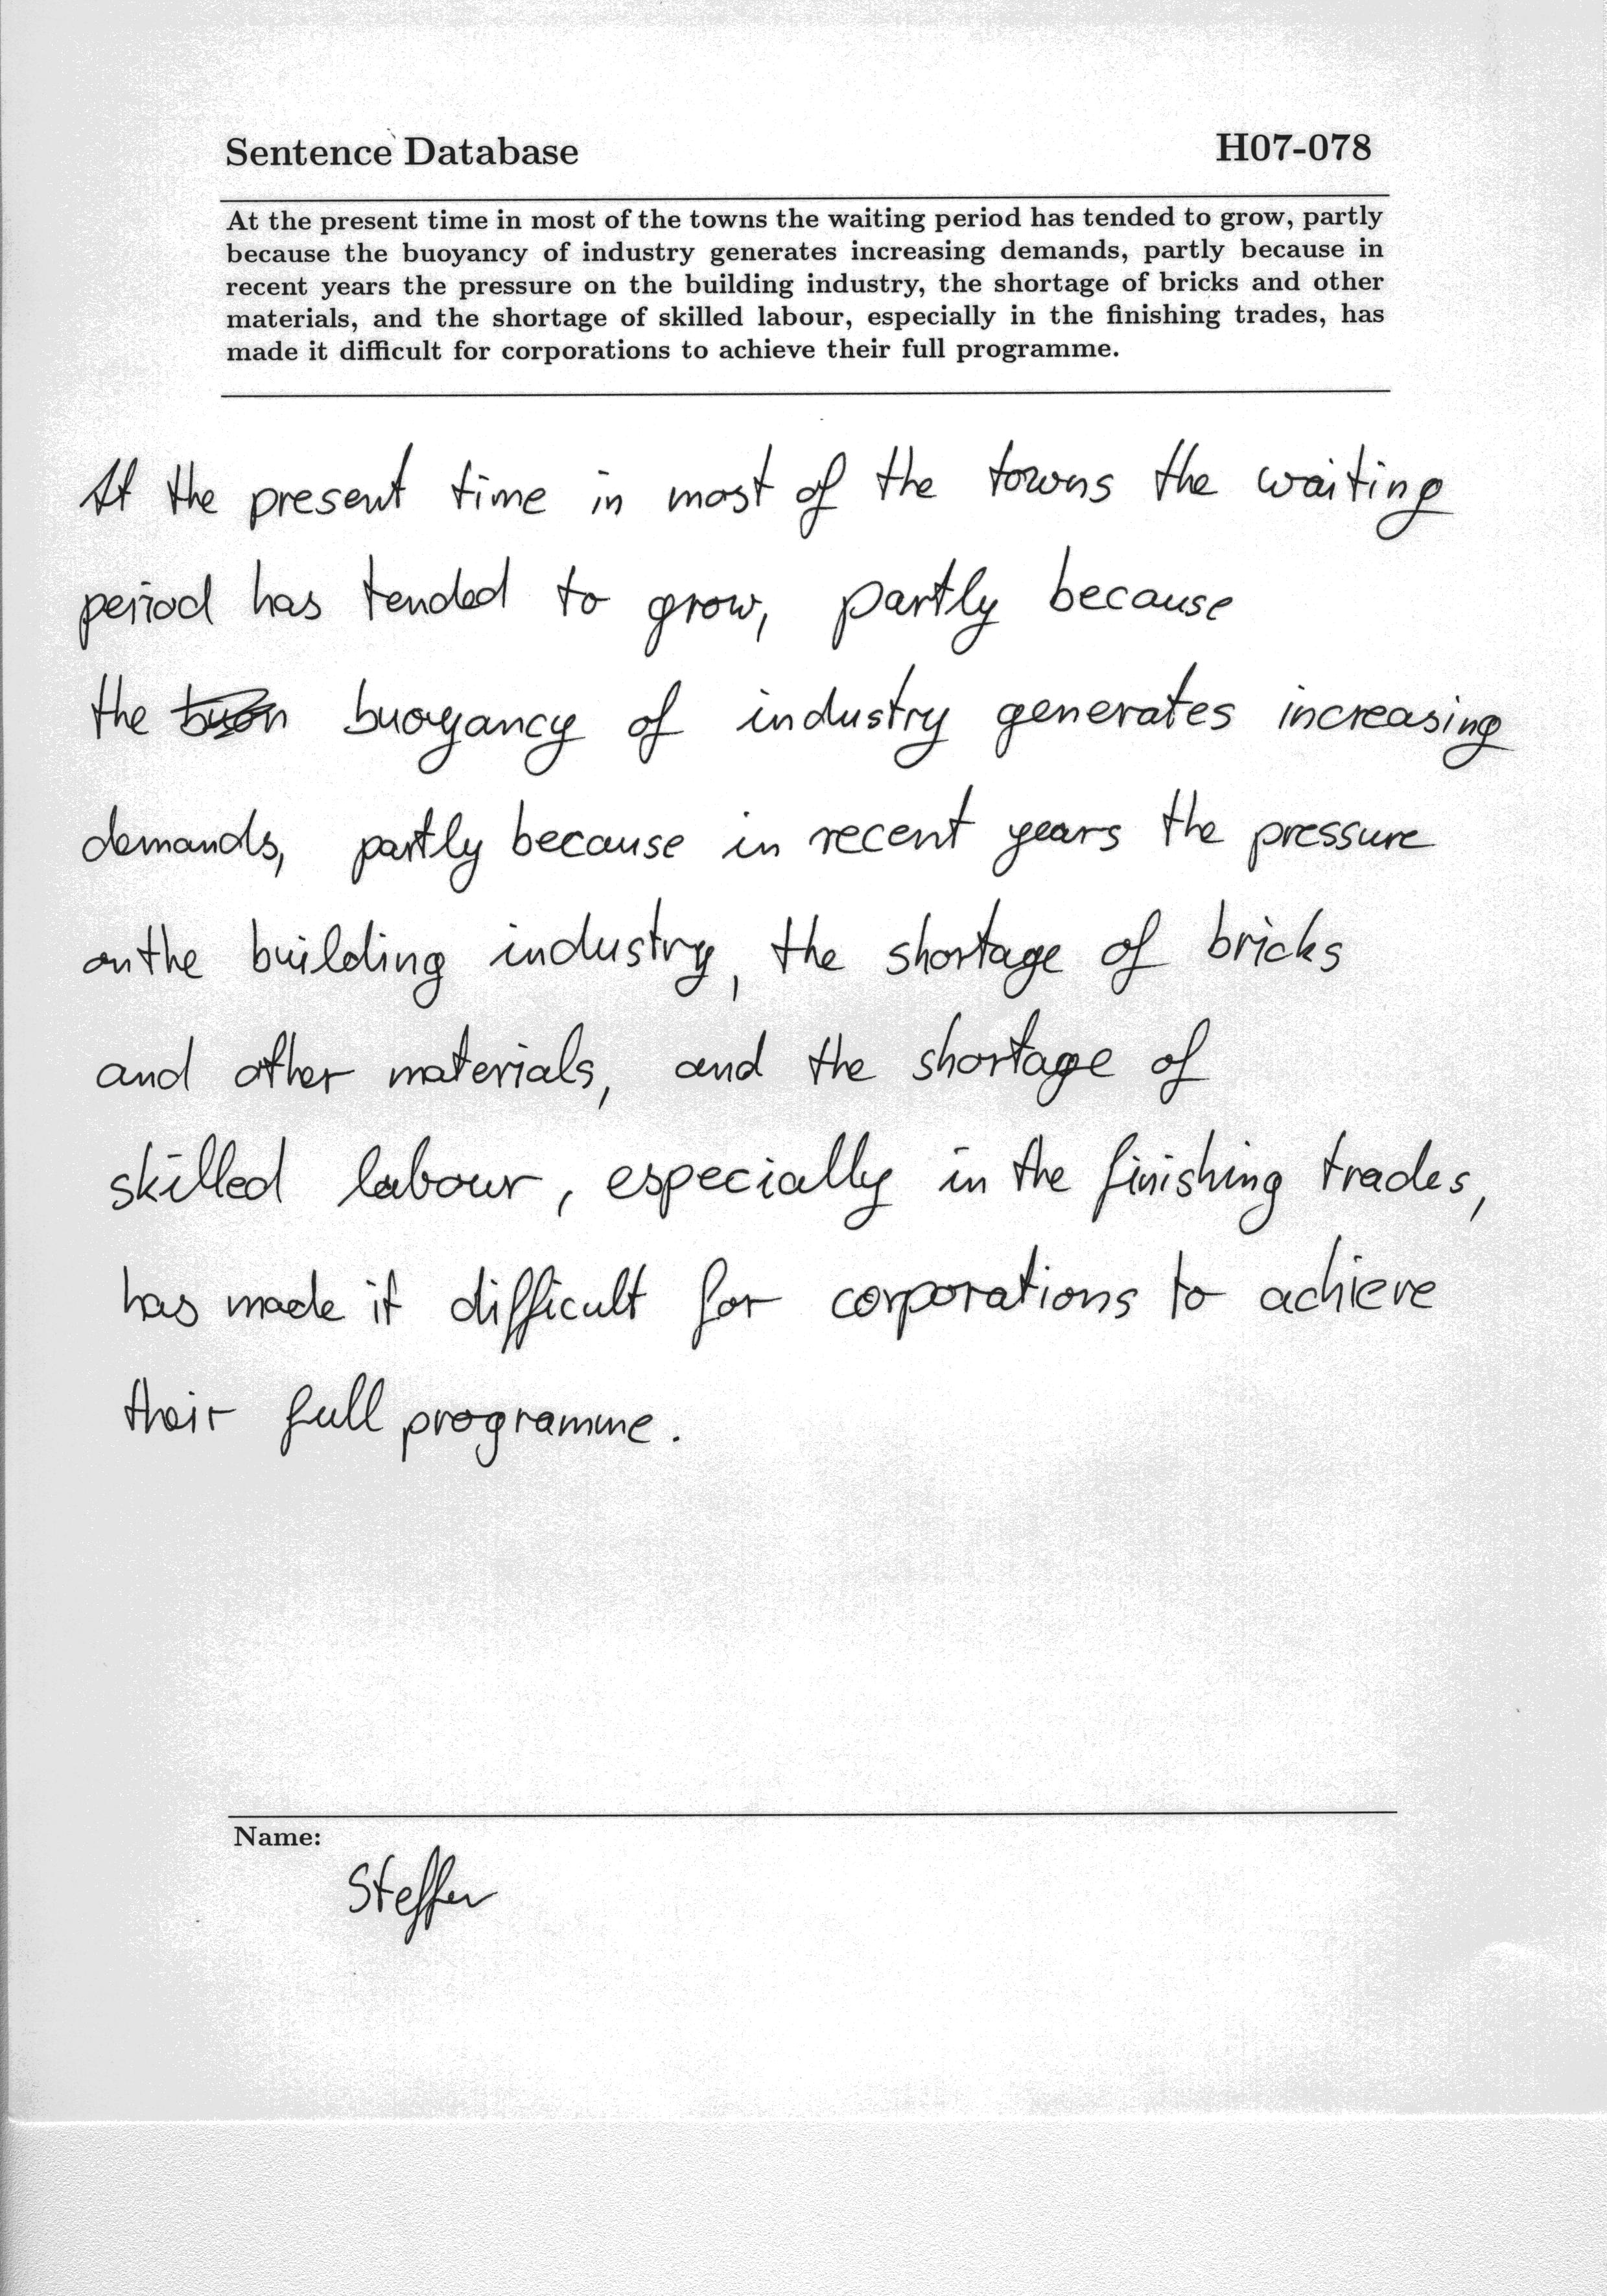 Sentence Database
H07-078
At the present time in most of the towns the waiting period has tended to grow, partly
because the buoyancy of industry generates increasing demands, partly because in
recent years the pressure on the building industry, the shortage of bricks and other
materials, and the shortage of skilled labour, especially in the finishing trades, has
made it difficult for corporations to achieve their full programme.
At the present time in most of the towns the waiting
period has tended to grow, partly because
the buoyancy of industry generates increasing
demands, partly because in recent years the pressure
on the building industry, the shortage of bricks
and other materials, and the shortage of
skilled labour, especially in the finishing trades,
has made it difficult for corporations to achieve
their full programme.
Name:
Steffen